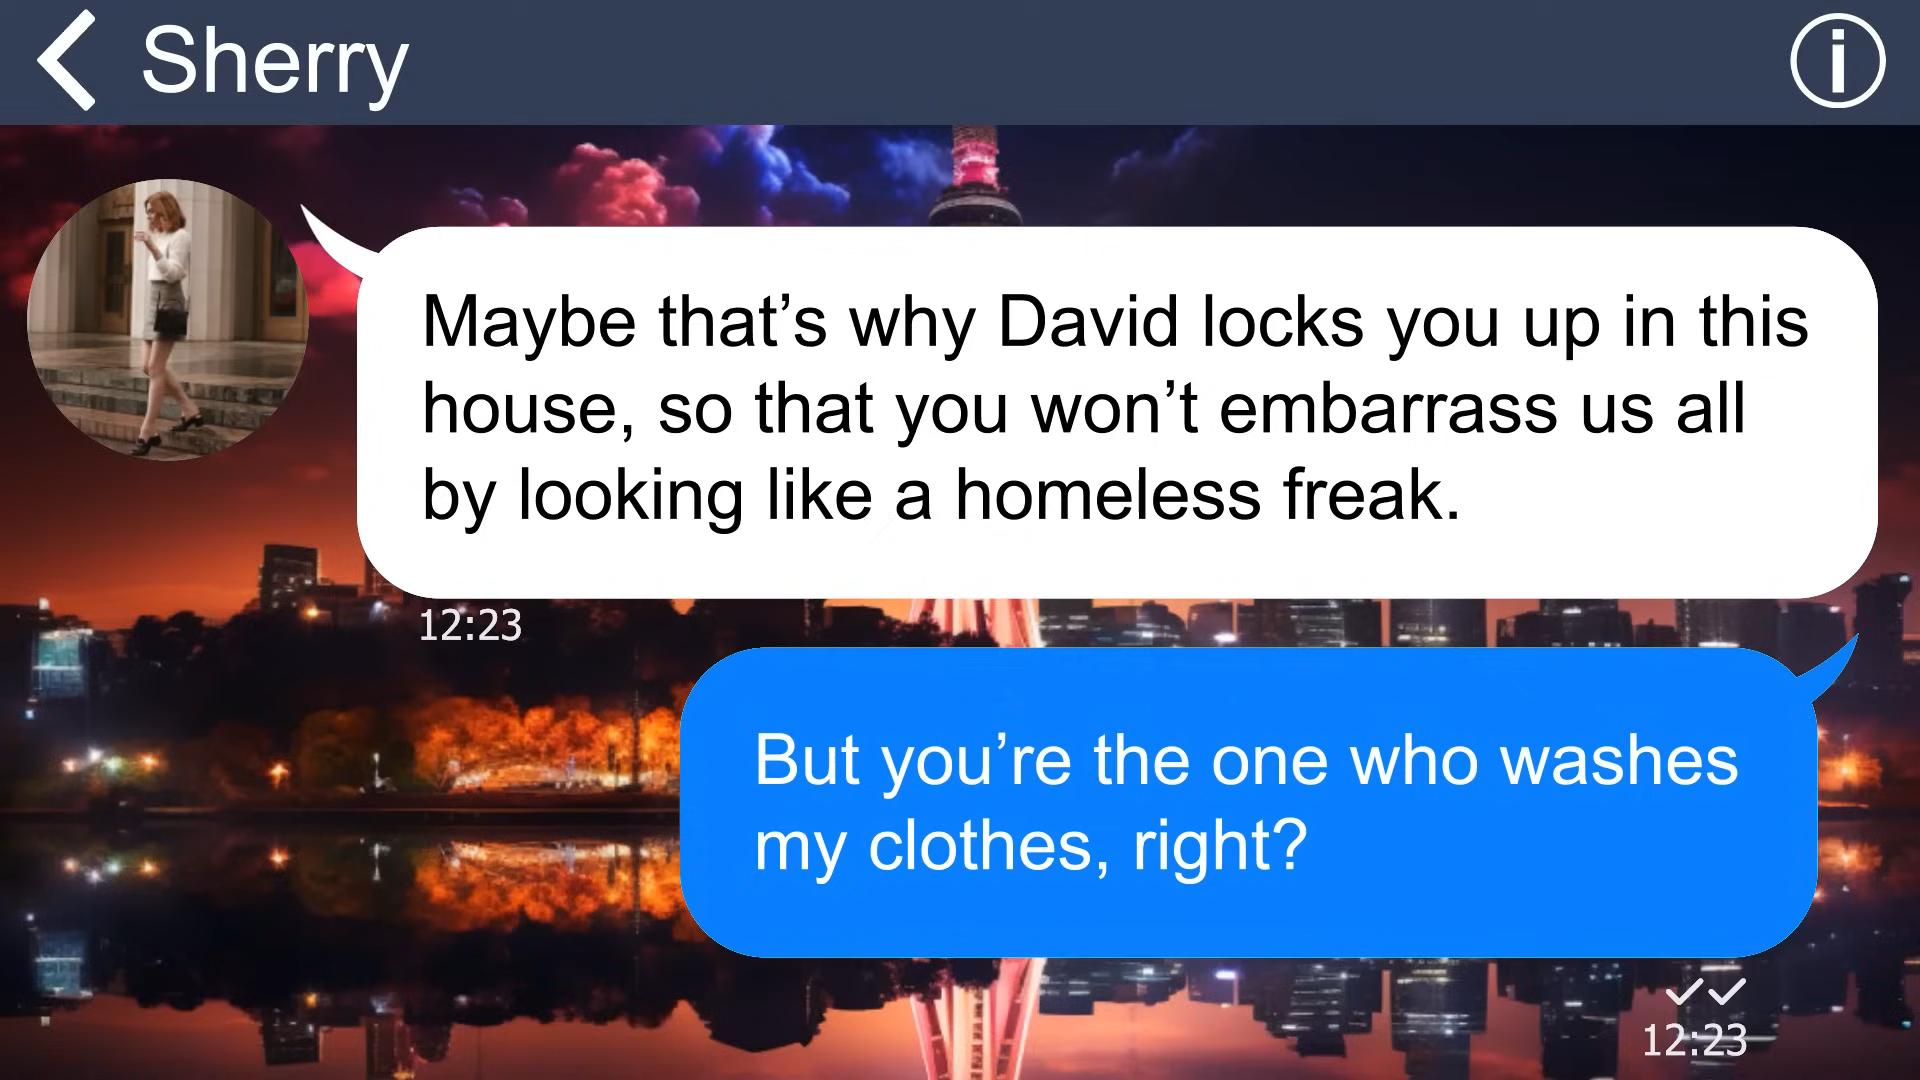 Sherry
Maybe that’s why David locks you up in this
house, so that you won’t embarrass us all
by looking like a homeless freak.
12:23
But you’re the one who washes
my clothes, right?
12:23